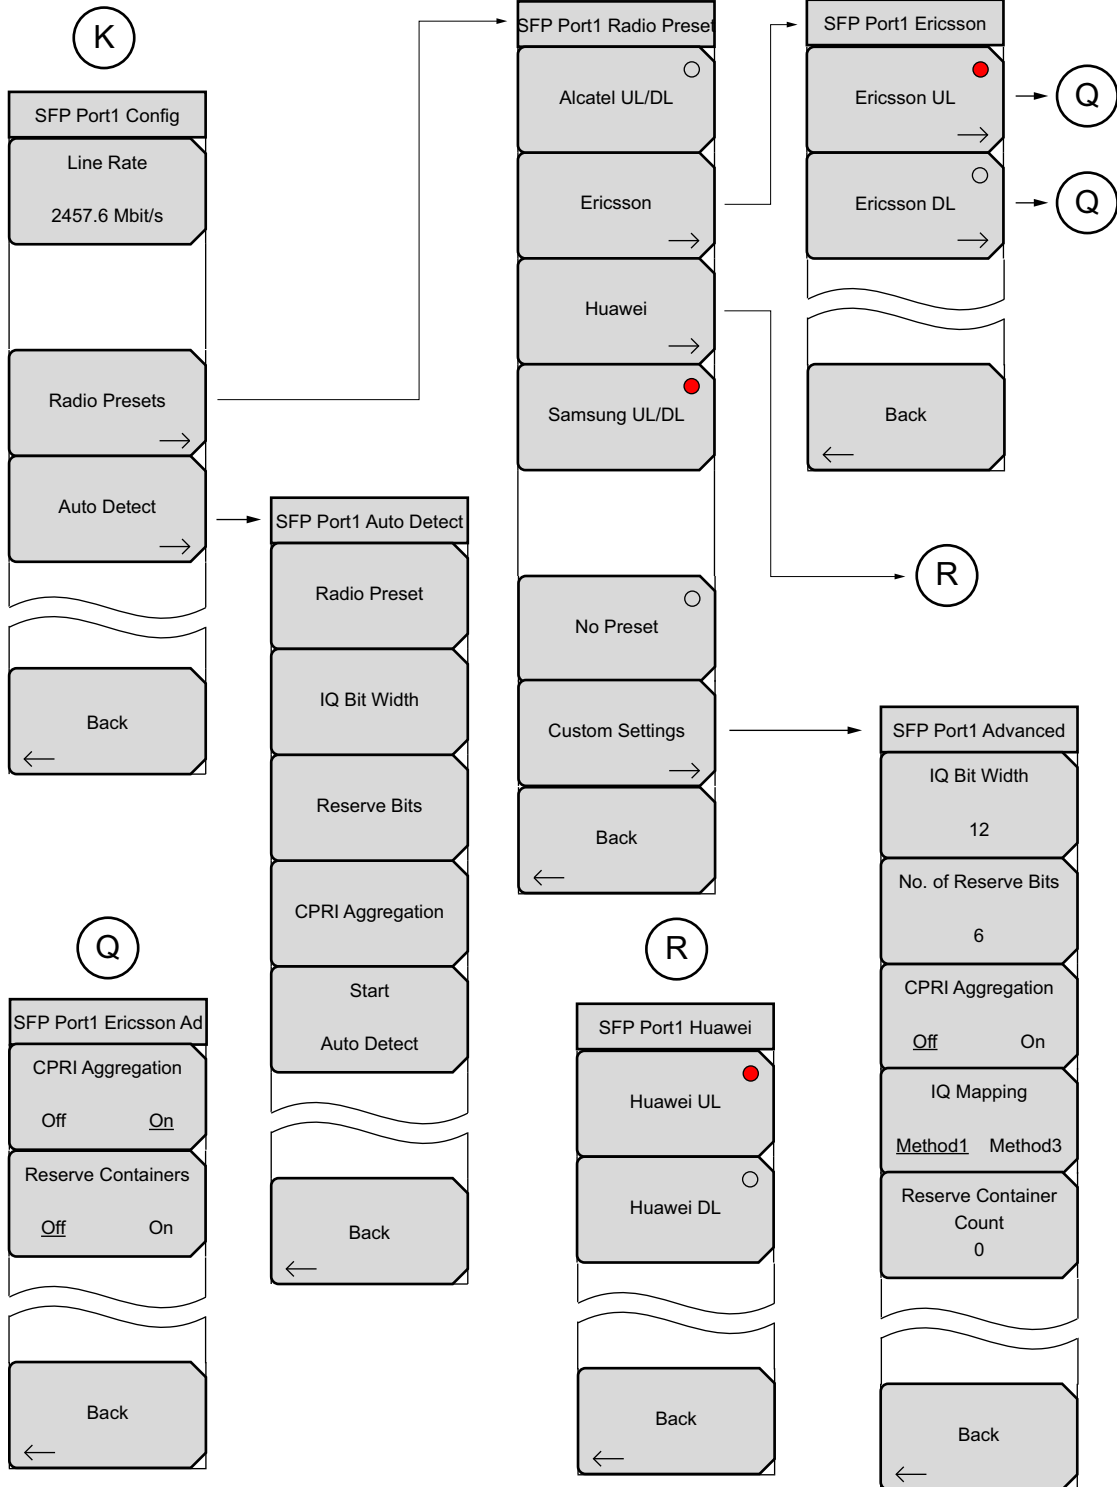 K
SFP Port1 Config
Line Rate
2457.6 Mbit/s
Radio Presets
Auto Detect
Back
SFP Port1 Auto Detect
Radio Preset
IQ Bit Width
Reserve Bits
CPRI Aggregation
Start
Auto Detect
Back
SFP Port1 Radio Preset
Alcatel UL/DL
Ericsson
Huawei
Samsung UL/DL
No Preset
Custom Settings
Back
SFP Port1 Ericsson
Ericsson UL
Q
Ericsson DL
Q
Back
R
SFP Port1 Advanced
IQ Bit Width
12
No. of Reserve Bits
6
CPRI Aggregation
Off On
IQ Mapping
Method1 Method3
Reserve Container
Count
0
Back
Q
SFP Port1 Ericsson Ad
CPRI Aggregation
Off On
Reserve Containers
Off On
Back
R
SFP Port1 Huawei
Huawei UL
Huawei DL
Back